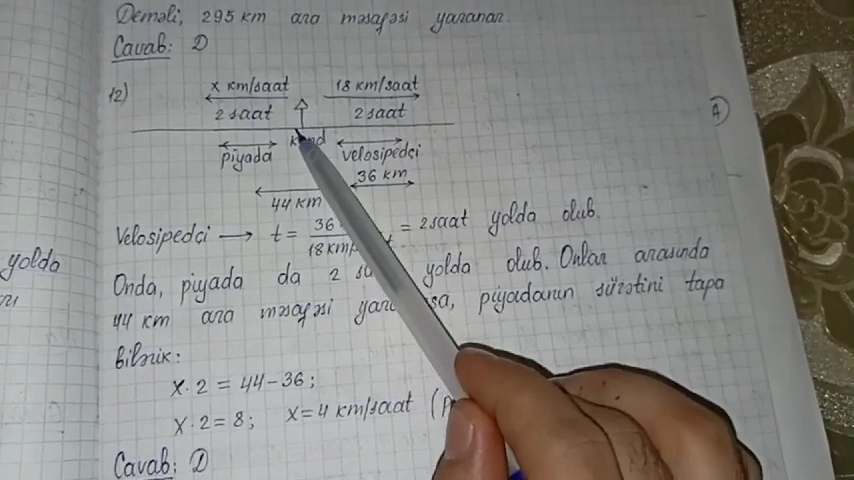 Deməli, 295 km ara məsafəsi yaranar.
Cavab: D
12) x km/saat 18 km/saat
2 saat 2 saat
piyada velosipedçi
36 km
44 km
yolda
Velosipedçi → t = 36 / 18 km = 2 saat yolda olub.
Onda, piyada da 2 yolda olub. Onlar arasında
44 km ara məsafəsi piyadanın sürətini tapa
bilərik:
x · 2 = 44 - 36;
x · 2 = 8; x = 4 km/saat
Cavab: D